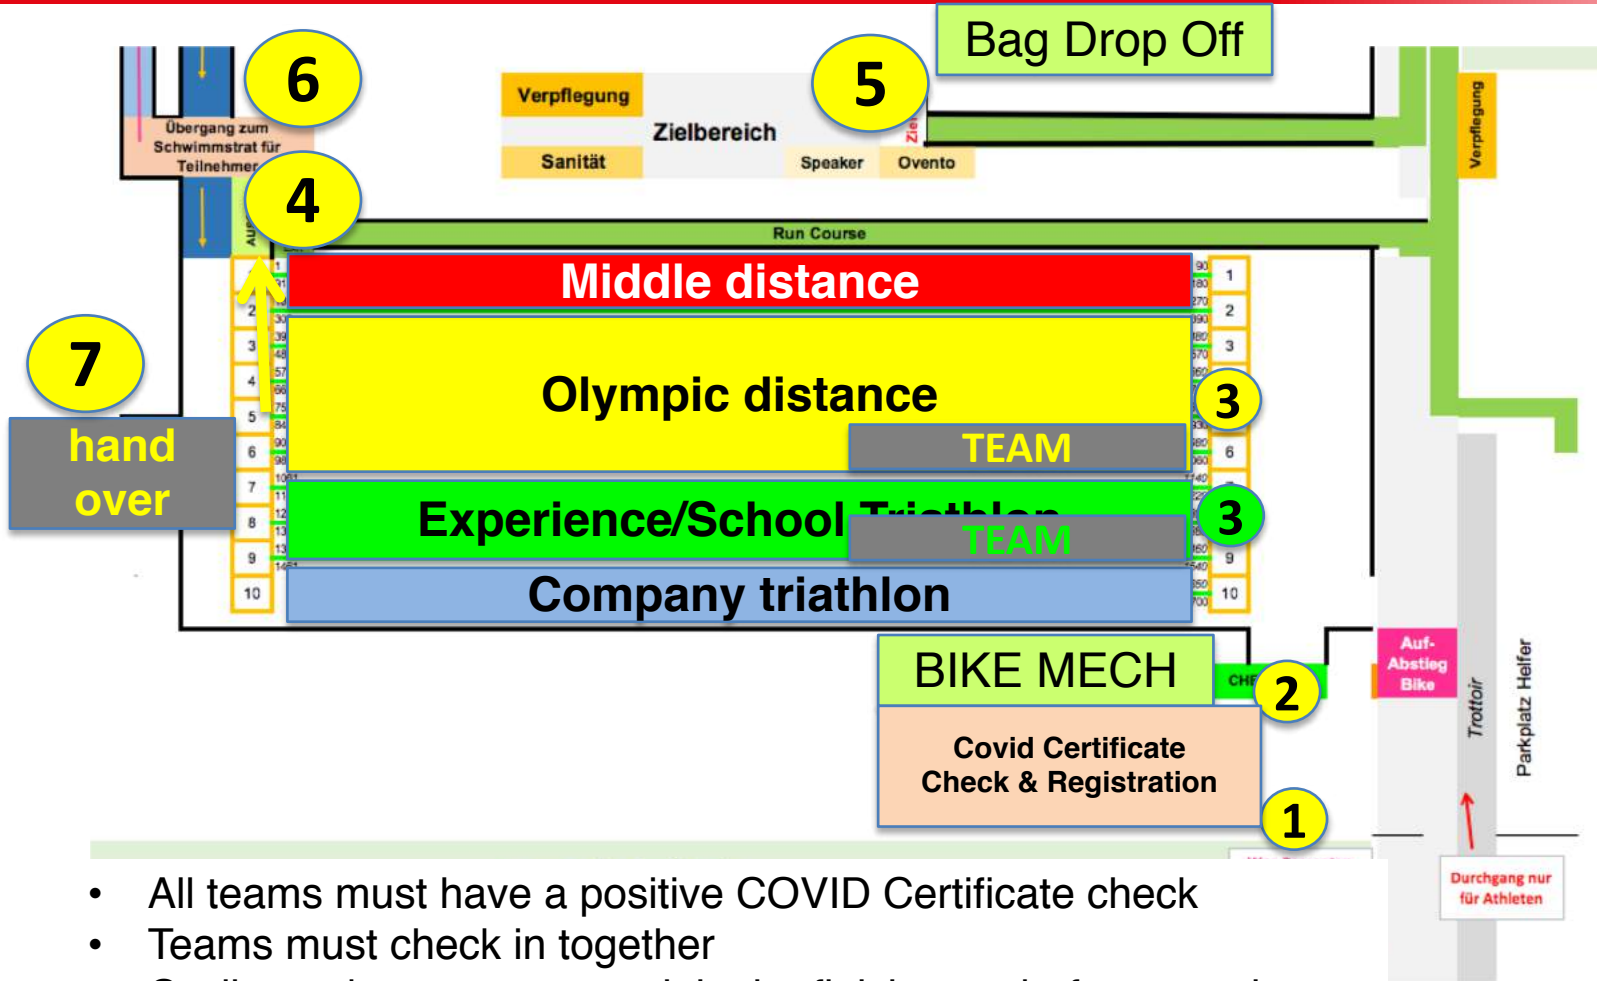 Bag Drop Off
6
5
Verpflegung
Zielbereich
Sanität
Speaker
Ovento
Übergang zum
Schwimmstrat für
Teilnehmer
4
Verpflegung
Run Course
Middle distance
Olympic distance
TEAM
Experience/School Triathlon
TEAM
Company triathlon
7
hand
over
2
3
4
5
6
7
8
9
10
1
2
3
3
6
3
9
10
BIKE MECH
2
Covid Certificate
Check & Registration
1
Auf-
Abstieg
Bike
Trottoir
Parkplatz Helfer
Durchgang nur
für Athleten
• All teams must have a positive COVID Certificate check
• Teams must check in together